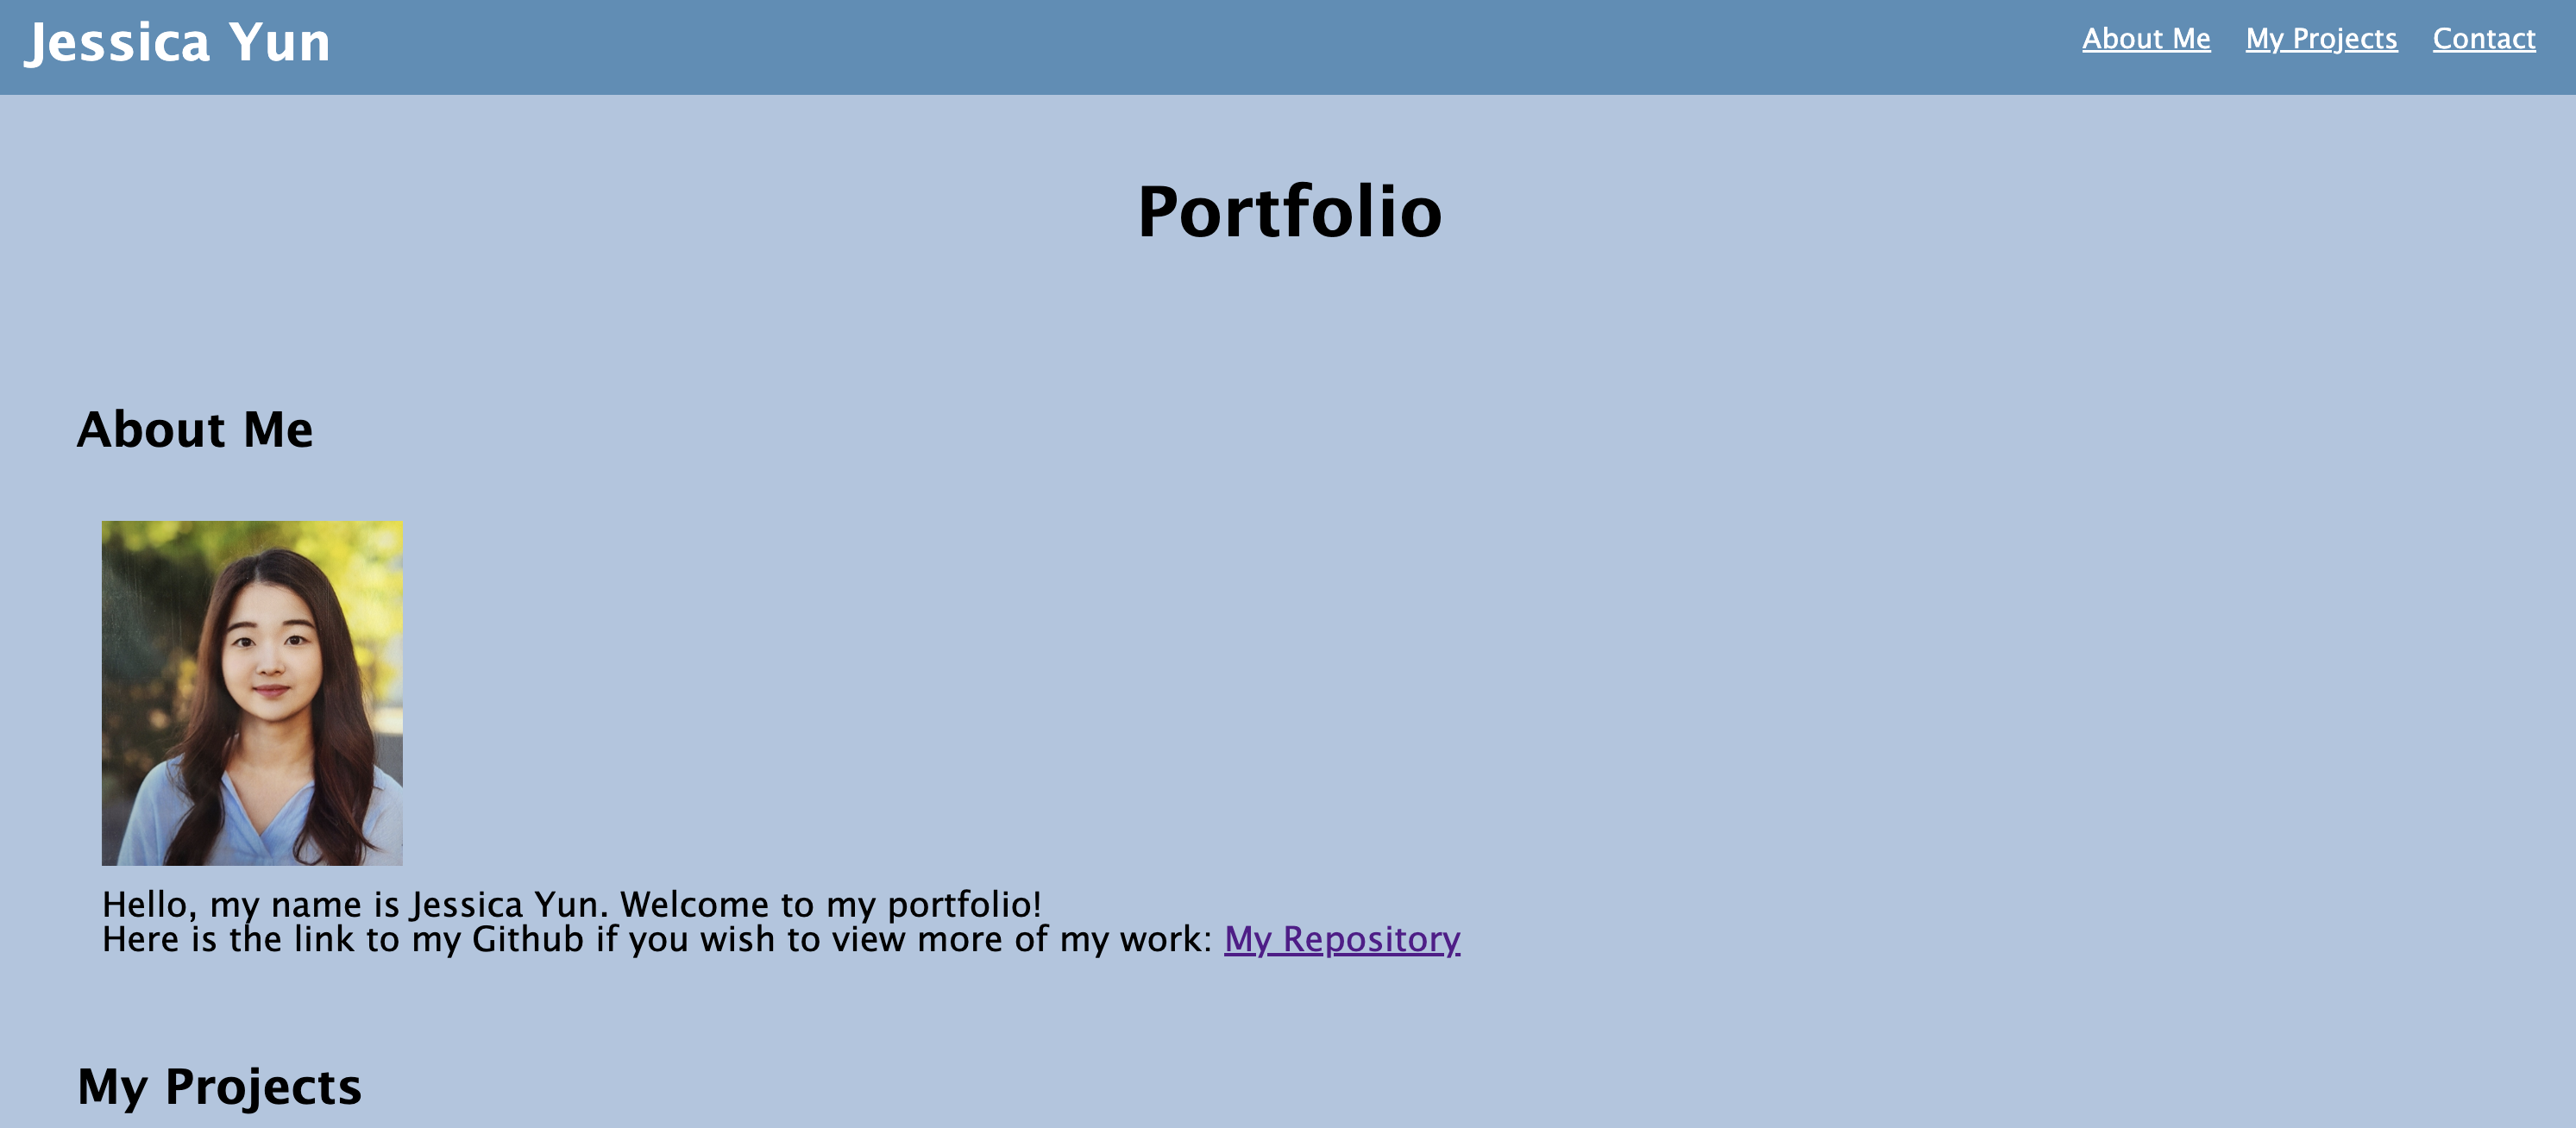 Jessica Yun
About Me My Projects Contact
Portfolio
About Me
Hello, my name is Jessica Yun. Welcome to my portfolio!
Here is the link to my Github if you wish to view more of my work: My Repository
My Projects